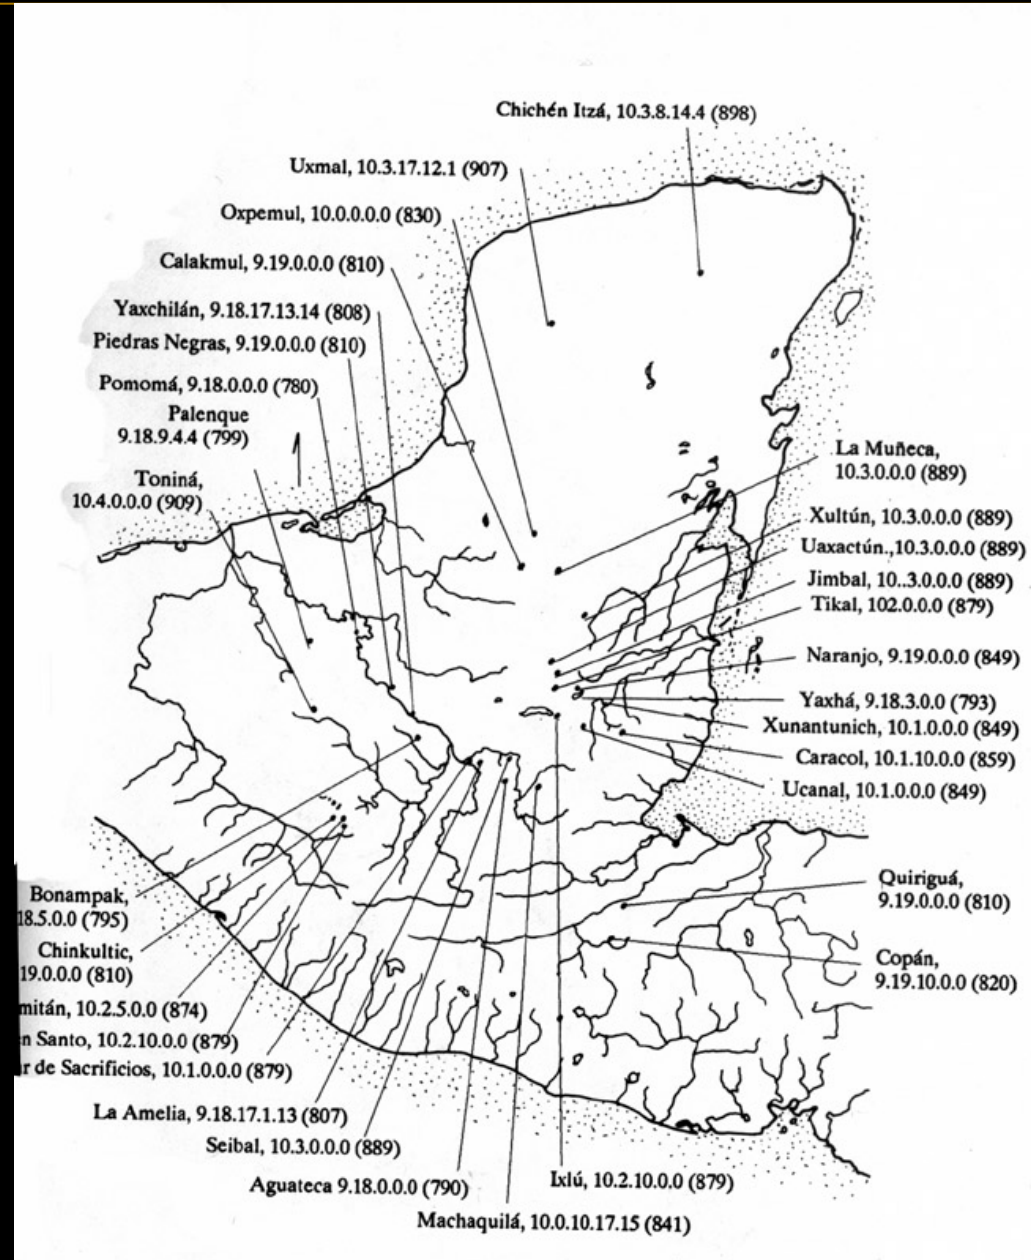 Chichén Itzá, 10.3.8.14.4 (898)
Uxmal, 10.3.17.12.1 (907)
Oxpemul, 10.0.0.0.0 (830)
Calakmul, 9.19.0.0.0 (810)
Yaxchilán, 9.18.17.13.14 (808)
Piedras Negras, 9.19.0.0.0 (810)
Pomomá, 9.18.0.0.0 (780)
Palenque
9.18.9.4.4 (799)
Toniná,
10.4.0.0.0 (909)
La Muñeca,
10.3.0.0.0 (889)
Xultún, 10.3.0.0.0 (889)
Uaxactún.,10.3.0.0.0 (889)
Jimbal, 10..3.0.0.0 (889)
Tikal, 102.0.0.0 (879)
Naranjo, 9.19.0.0.0 (849)
Yaxhá, 9.18.3.0.0 (793)
Xunantunich, 10.1.0.0.0 (849)
Caracol, 10.1.10.0.0 (859)
Ucanal, 10.1.0.0.0 (849)
Quiriguá,
9.19.0.0.0 (810)
Copán,
9.19.10.0.0 (820)
Bonampak,
18.5.0.0 (795)
Chinkultic,
19.0.0.0 (810)
mitán, 10.2.5.0.0 (874)
n Santo, 10.2.10.0.0 (879)
r de Sacrificios, 10.1.0.0.0 (879)
La Amelia, 9.18.17.1.13 (807)
Seibal, 10.3.0.0.0 (889)
Aguateca 9.18.0.0.0 (790)
Ixlú, 10.2.10.0.0 (879)
Machaquilá, 10.0.10.17.15 (841)